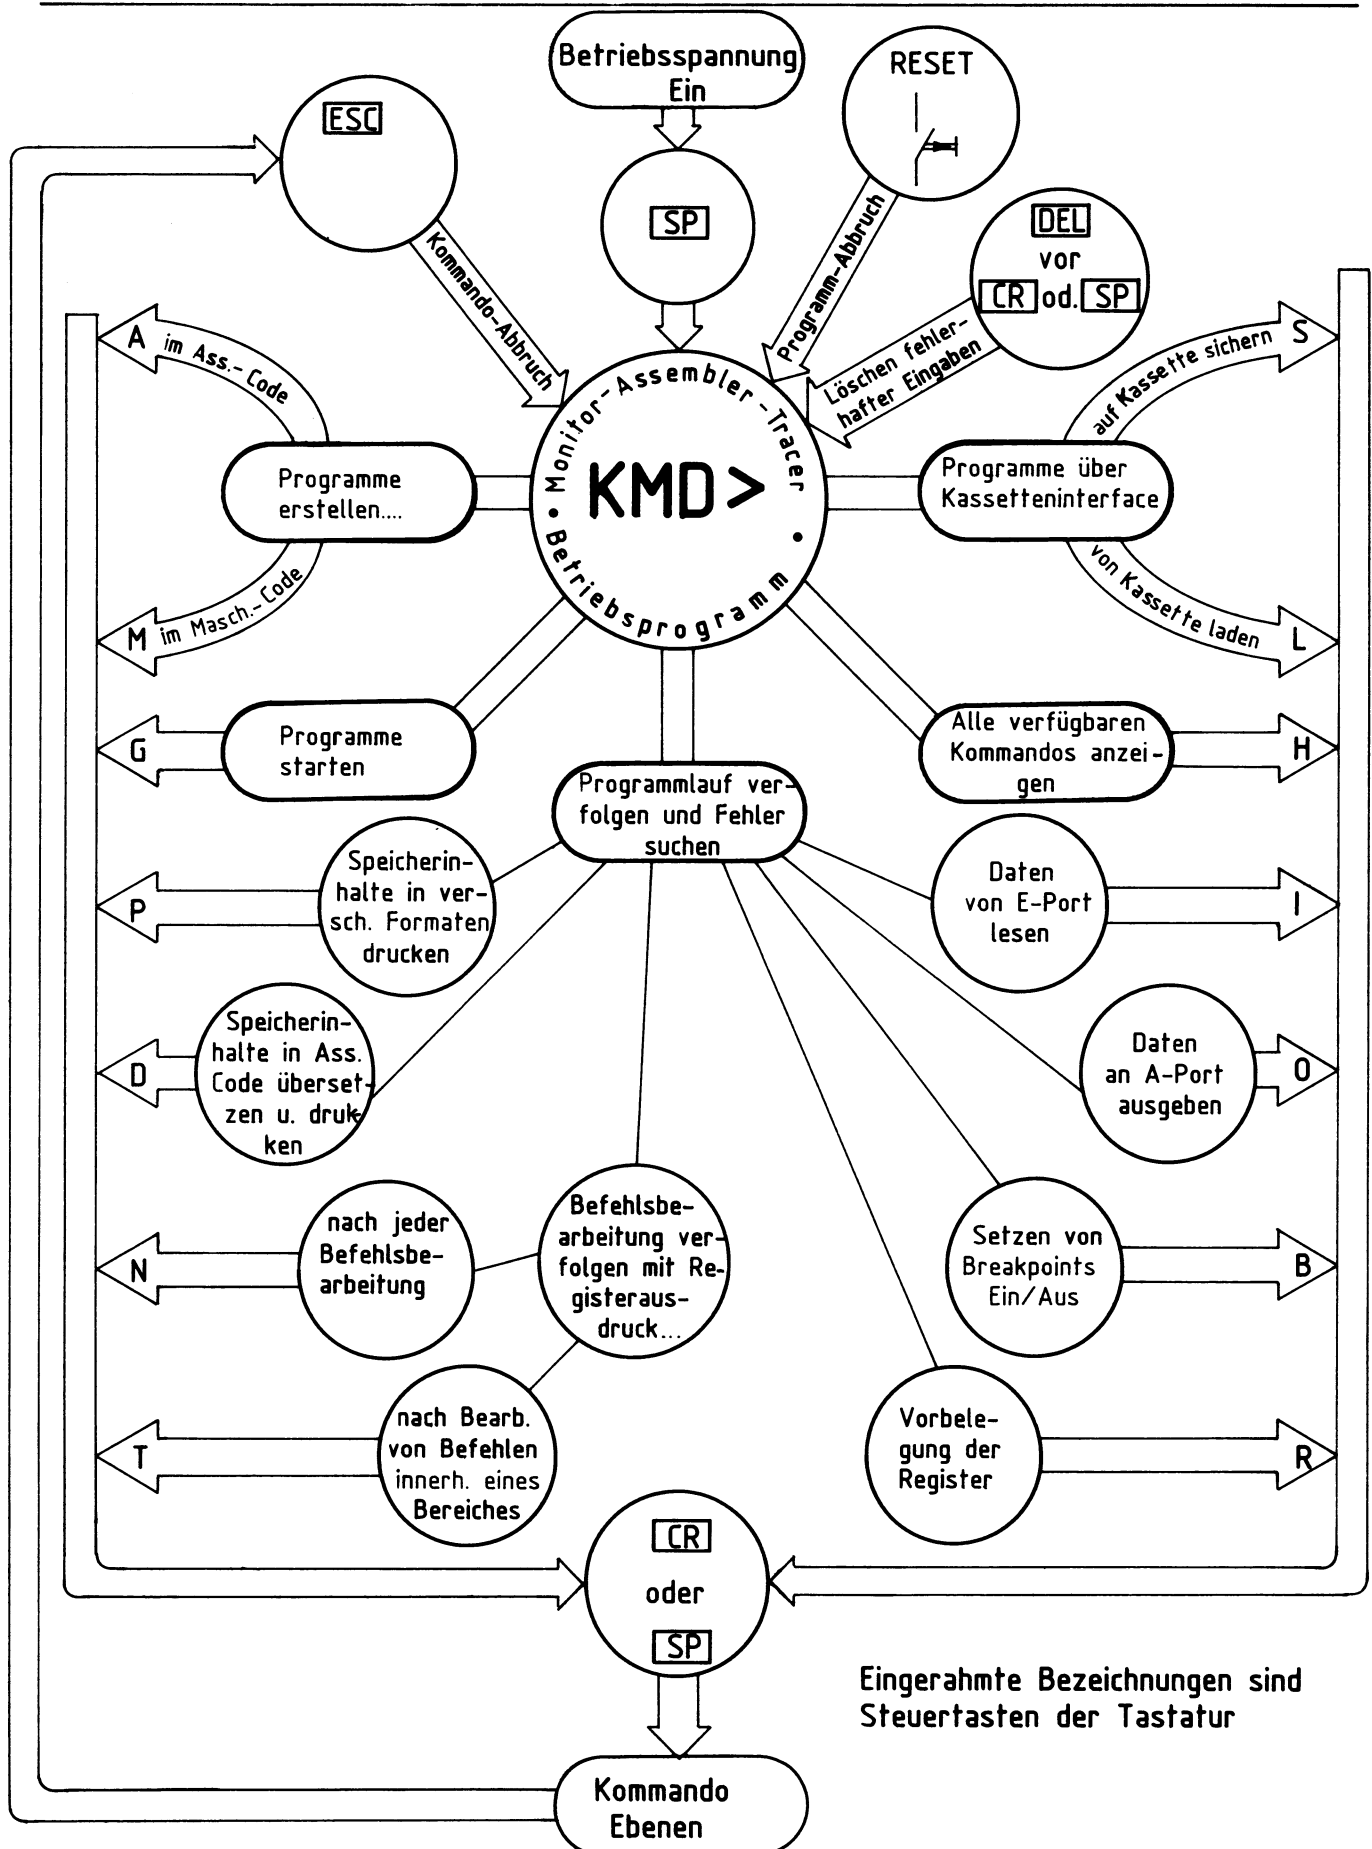 Betriebsspannung
Ein
RESET
ESC
SP
DEL
vor
CR od. SP
Kommando-Abbruch
Programm-Abbruch
Löschen fehler-
hafter Eingaben
A im Ass.-Code
auf Kassette sichern S
Monitor-Assembler-Tracer
KMD >
• Betriebsprogramm •
Programme
erstellen....
Programme über
Kassetteninterface
M im Masch.-Code
von Kassette laden L
G
Programme
starten
Alle verfügbaren
Kommandos anzei-
gen
H
Programmlauf ver-
folgen und Fehler
suchen
P
Speicherin-
halte in ver-
sch. Formaten
drucken
Daten
von E-Port
lesen
I
D
Speicherin-
halte in Ass.
Code überset-
zen u. druk-
ken
Daten
an A-Port
ausgeben
O
N
nach jeder
Befehlsbe-
arbeitung
Befehlsbe-
arbeitung ver-
folgen mit Re-
gisteraus-
druck...
Setzen von
Breakpoints
Ein/Aus
B
T
nach Bearb.
von Befehlen
innerh. eines
Bereiches
Vorbele-
gung der
Register
R
CR
oder
SP
Eingerahmte Bezeichnungen sind
Steuertasten der Tastatur
Kommando
Ebenen